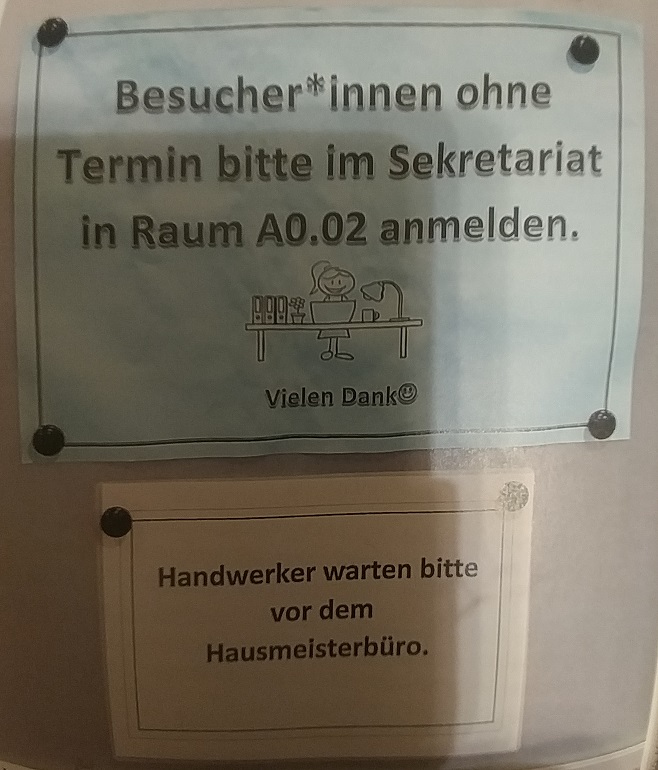 Besucher*innen ohne
Termin bitte im Sekretariat
in Raum A0.02 anmelden.
Vielen Dank☺
Handwerker warten bitte
vor dem
Hausmeisterbüro.